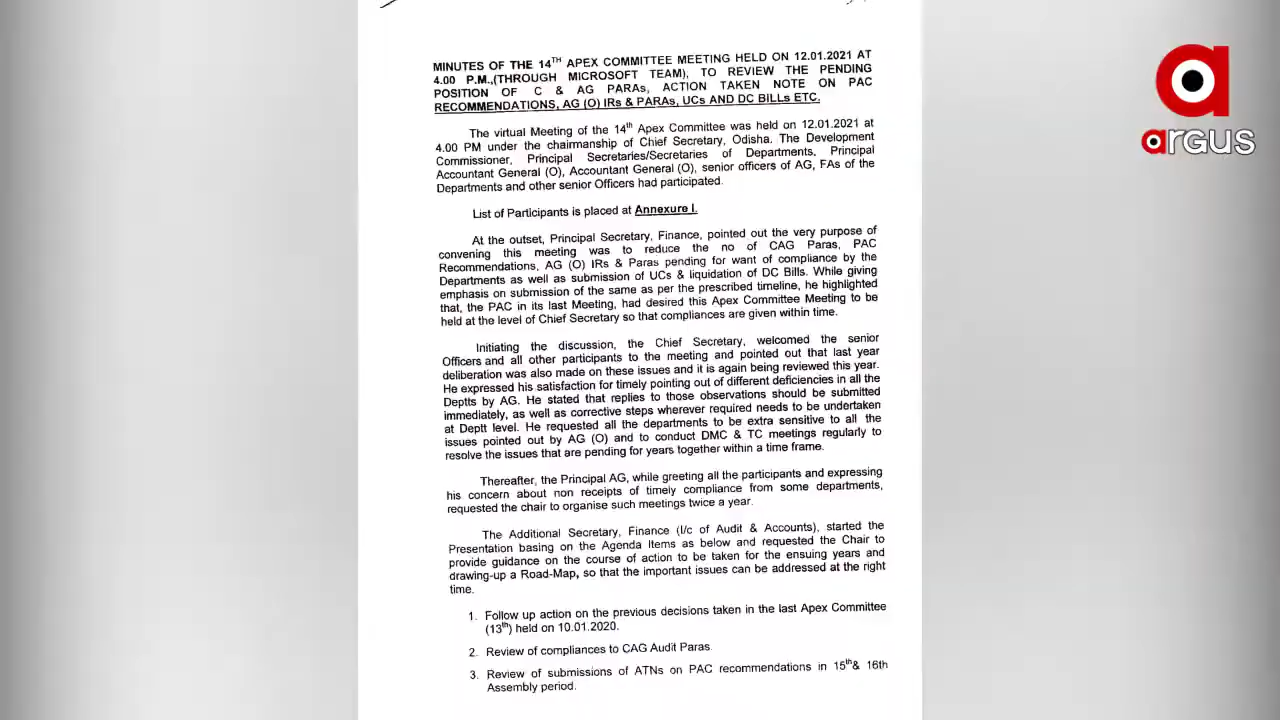 MINUTES OF THE 14TH APEX COMMITTEE MEETING HELD ON 12.01.2021 AT
4.00 P.M.,(THROUGH MICROSOFT TEAM), TO REVIEW THE PENDING
POSITION OF C & AG PARAs, ACTION TAKEN NOTE ON PAC
RECOMMENDATIONS, AG (O) IRs & PARAs, UCs AND DC BILLs ETC.
The virtual Meeting of the 14th Apex Committee was held on 12.01.2021 at
4.00 PM under the chairmanship of Chief Secretary, Odisha. The Development
Commissioner, Principal Secretaries/Secretaries of Departments, Principal
Accountant General (O), Accountant General (O), senior officers of AG, FAs of the
Departments and other senior Officers had participated.
List of Participants is placed at Annexure I.
At the outset, Principal Secretary, Finance, pointed out the very purpose of
convening this meeting was to reduce the no of CAG Paras, PAC
Recommendations, AG (O) IRs & Paras pending for want of compliance by the
Departments as well as submission of UCs & liquidation of DC Bills. While giving
emphasis on submission of the same as per the prescribed timeline, he highlighted
that, the PAC in its last Meeting, had desired this Apex Committee Meeting to be
held at the level of Chief Secretary so that compliances are given within time.
Initiating the discussion, the Chief Secretary, welcomed the senior
Officers and all other participants to the meeting and pointed out that last year
deliberation was also made on these issues and it is again being reviewed this year.
He expressed his satisfaction for timely pointing out of different deficiencies in all the
Deptts by AG. He stated that replies to those observations should be submitted
immediately, as well as corrective steps wherever required needs to be undertaken
at Deptt level. He requested all the departments to be extra sensitive to all the
issues pointed out by AG (O) and to conduct DMC & TC meetings regularly to
resolve the issues that are pending for years together within a time frame.
Thereafter, the Principal AG, while greeting all the participants and expressing
his concern about non receipts of timely compliance from some departments,
requested the chair to organise such meetings twice a year.
The Additional Secretary, Finance (I/c of Audit & Accounts), started the
Presentation basing on the Agenda Items as below and requested the Chair to
provide guidance on the course of action to be taken for the ensuing years and
drawing-up a Road-Map, so that the important issues can be addressed at the right
time.
1. Follow up action on the previous decisions taken in the last Apex Committee
(13th) held on 10.01.2020.
2. Review of compliances to CAG Audit Paras.
3. Review of submissions of ATNs on PAC recommendations in 15th& 16th
Assembly period.
a
argus